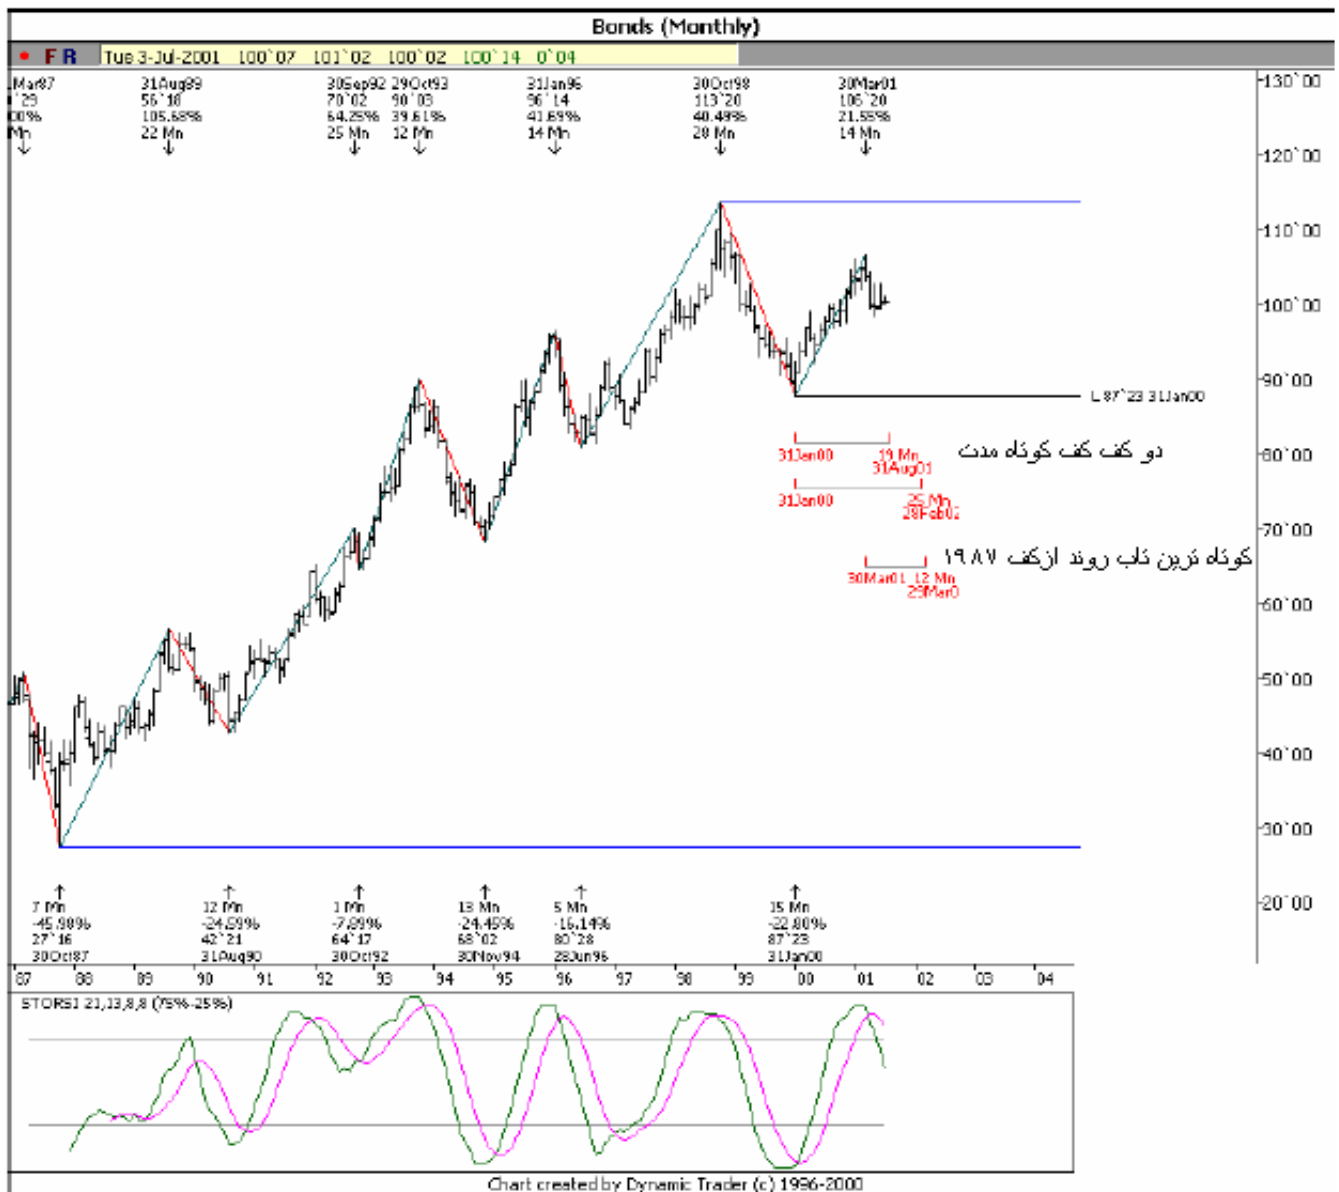 Bonds (Monthly)
F R Tue 3-Jul-2001 100`07 101`02 100`02 100`14 0`04
Mar87 31Aug89 30Sep92 29Oct93 31Jan96 30Oct98 30Mar01
`29 56`18 70`02 90`03 96`14 113`20 106`20
00% 105.68% 64.25% 39.61% 41.69% 40.49% 21.55%
Mn 22 Mn 25 Mn 12 Mn 14 Mn 28 Mn 14 Mn
130`00
120`00
110`00
100`00
90`00
L 87`23 31Jan00
31Jan00 19 Mn دو کف کف کوتاه مدت
31Aug01
80`00
31Jan00 25 Mn
28Feb02
70`00
کوتاه ترین تاب روند ازکف ۱۹۸۷
30Mar01 12 Mn
29Mar0
60`00
50`00
40`00
30`00
20`00
7 Mn 12 Mn 1 Mn 13 Mn 5 Mn 15 Mn
-45.98% -24.59% -7.89% -24.45% -16.14% -22.80%
27`16 42`21 64`17 68`02 80`28 87`23
30Oct87 31Aug90 30Oct92 30Nov94 28Jun96 31Jan00
87 88 89 90 91 92 93 94 95 96 97 98 99 00 01 02 03 04
STORSI 21,13,8,8 (75%-25%)
Chart created by Dynamic Trader (c) 1996-2000